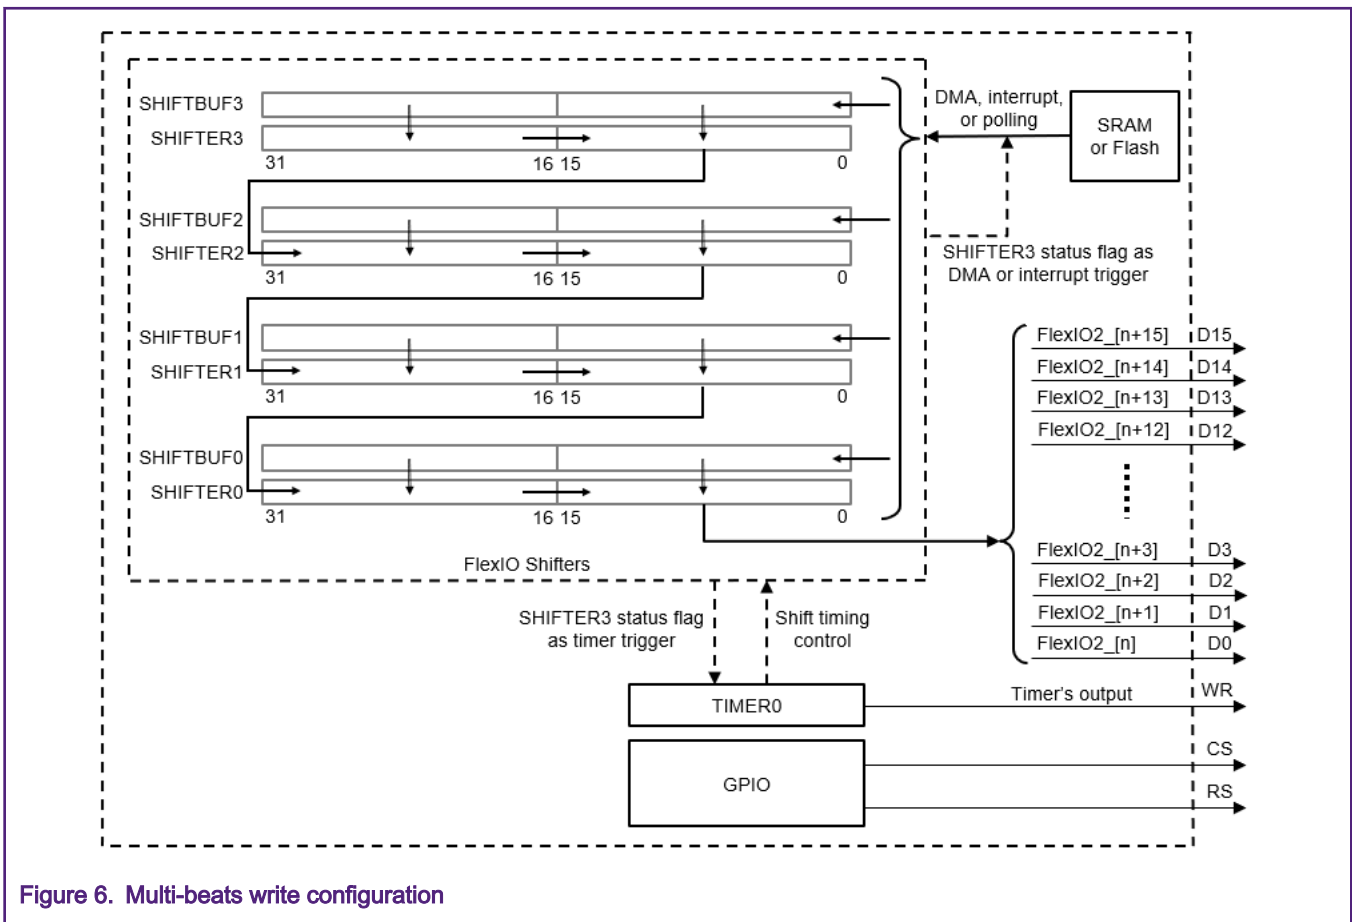 SHIFTBUF3
SHIFTER3
31 16 15 0
DMA, interrupt,
or polling
SRAM
or Flash
SHIFTBUF2
SHIFTER2
31 16 15 0
SHIFTER3 status flag as
DMA or interrupt trigger
SHIFTBUF1
SHIFTER1
31 16 15 0
SHIFTBUF0
SHIFTER0
31 16 15 0
FlexIO Shifters
FlexIO2_[n+15] D15
FlexIO2_[n+14] D14
FlexIO2_[n+13] D13
FlexIO2_[n+12] D12
FlexIO2_[n+3] D3
FlexIO2_[n+2] D2
FlexIO2_[n+1] D1
FlexIO2_[n] D0
SHIFTER3 status flag
as timer trigger
Shift timing
control
TIMER0
Timer's output WR
GPIO
CS
RS
Figure 6. Multi-beats write configuration